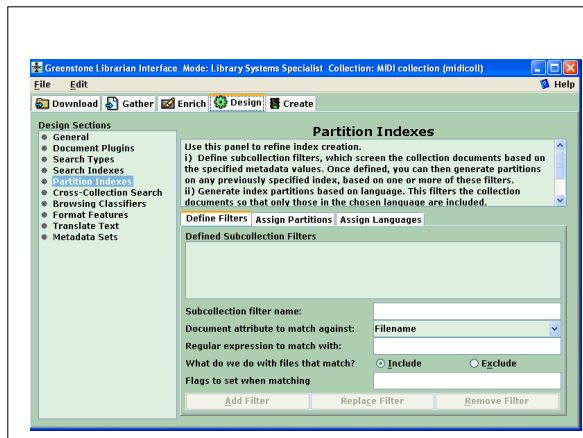 Greenstone Librarian Interface Mode: Library Systems Specialist Collection: MIDI collection (midicoll)
File Edit Help
Download Gather Enrich Design Create
Design Sections
General
Document Plugins
Search Types
Search Indexes
Partition Indexes
Cross-Collection Search
Browsing Classifiers
Format Features
Translate Text
Metadata Sets
Partition Indexes
Use this panel to refine index creation.
i) Define subcollection filters, which screen the collection documents based on
the specified metadata values. Once defined, you can then generate partitions
on any previously specified index, based on one or more of these filters.
ii) Generate index partitions based on language. This filters the collection
documents so that only those in the chosen language are included.
Define Filters Assign Partitions Assign Languages
Defined Subcollection Filters
Subcollection filter name:
Document attribute to match against: Filename
Regular expression to match with:
What do we do with files that match? Include Exclude
Flags to set when matching
Add Filter Replace Filter Remove Filter